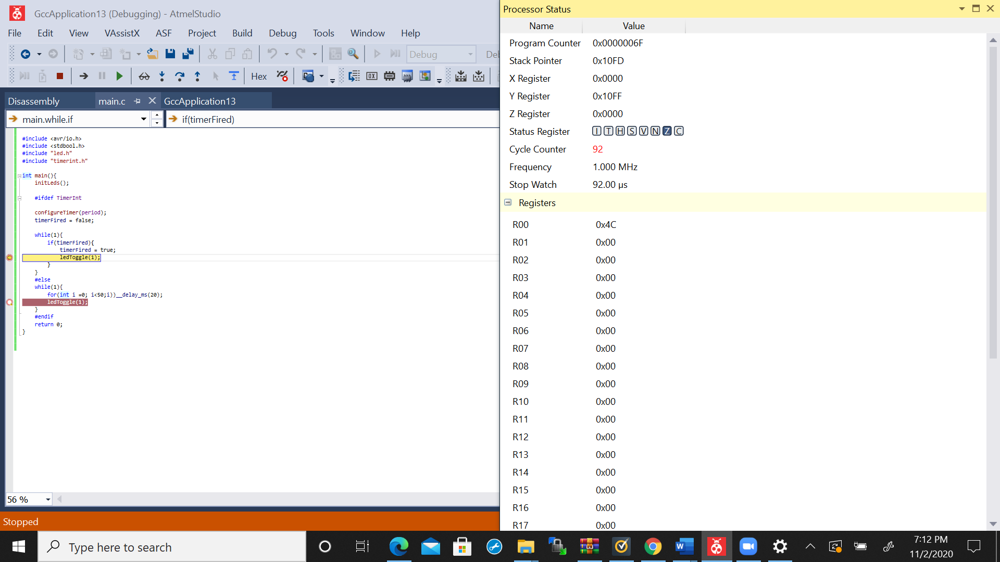 GccApplication13 (Debugging) - AtmelStudio
File Edit View VAssistX ASF Project Build Debug Tools Window Help
Debug
Hex
Disassembly main.c GccApplication13
main.while.if if(timerFired)
#include <avr/io.h>
#include <stdbool.h>
#include "led.h"
#include "timerint.h"
int main(){
initLeds();
#ifdef TimerInt
configureTimer(period);
timerFired = false;
while(1){
if(timerFired){
timerFired = true;
ledToggle(1);
}
}
#else
while(1){
for(int i =0; i<50;i))__delay_ms(20);
ledToggle(1);
}
#endif
return 0;
}
56 %
Stopped
Processor Status
Name Value
Program Counter 0x0000006F
Stack Pointer 0x10FD
X Register 0x0000
Y Register 0x10FF
Z Register 0x0000
Status Register I T H S V N Z C
Cycle Counter 92
Frequency 1.000 MHz
Stop Watch 92.00 µs
Registers
R00 0x4C
R01 0x00
R02 0x00
R03 0x00
R04 0x00
R05 0x00
R06 0x00
R07 0x00
R08 0x00
R09 0x00
R10 0x00
R11 0x00
R12 0x00
R13 0x00
R14 0x00
R15 0x00
R16 0x00
R17 0x00
Type here to search
7:12 PM
11/2/2020